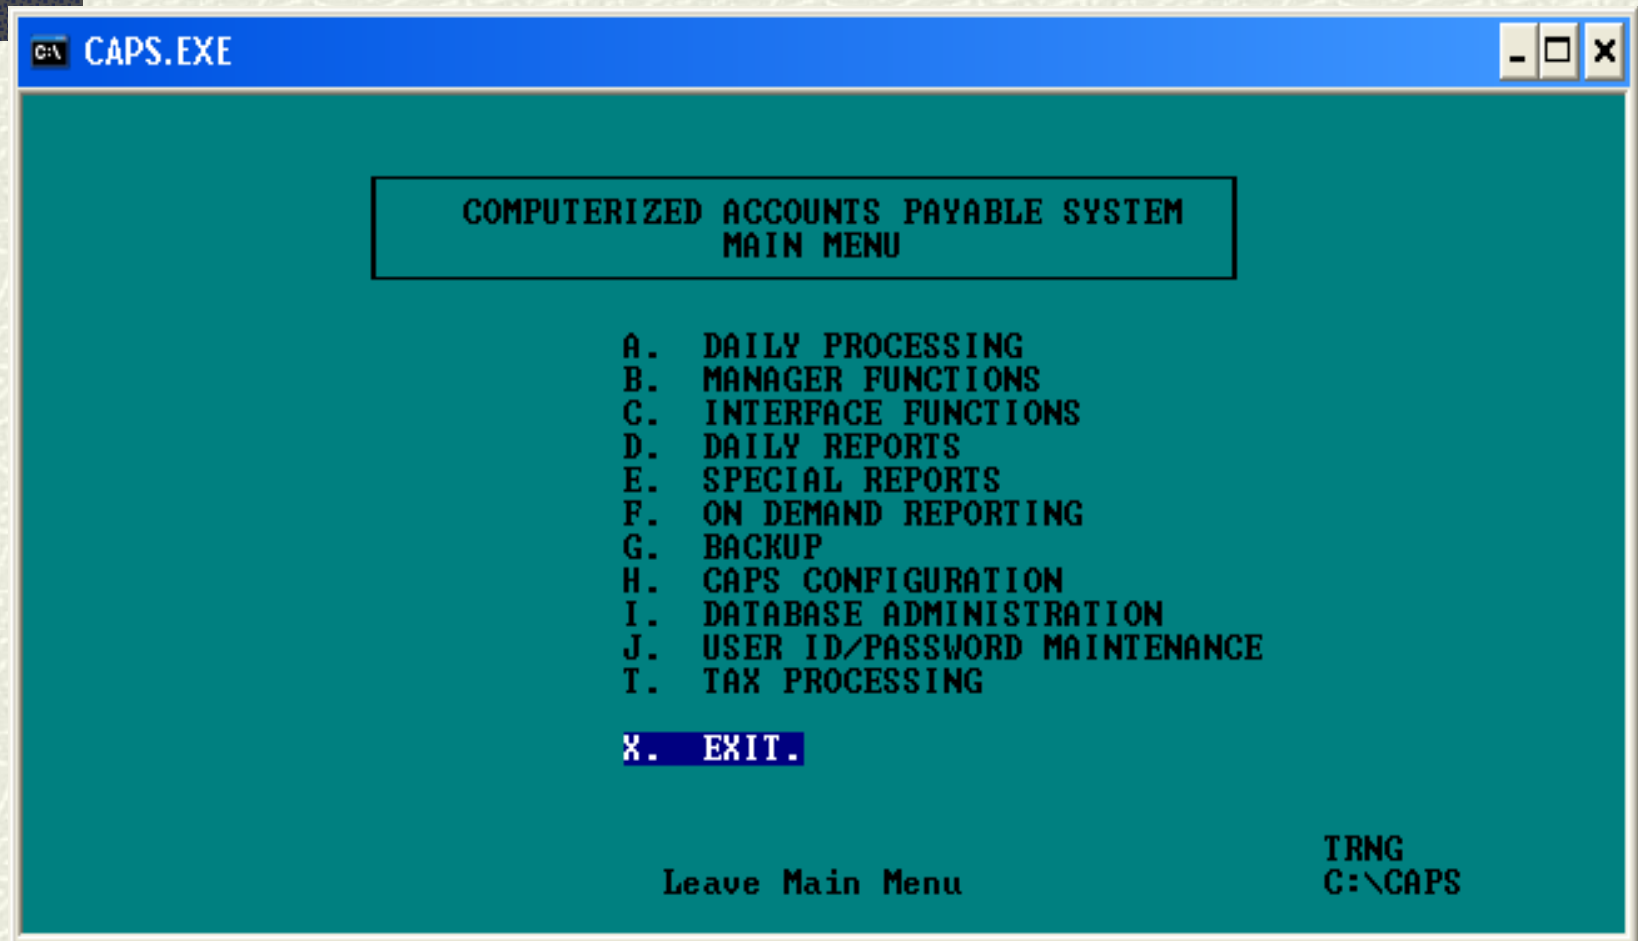 C:\ CAPS.EXE
COMPUTERIZED ACCOUNTS PAYABLE SYSTEM
MAIN MENU
A. DAILY PROCESSING
B. MANAGER FUNCTIONS
C. INTERFACE FUNCTIONS
D. DAILY REPORTS
E. SPECIAL REPORTS
F. ON DEMAND REPORTING
G. BACKUP
H. CAPS CONFIGURATION
I. DATABASE ADMINISTRATION
J. USER ID/PASSWORD MAINTENANCE
T. TAX PROCESSING
X. EXIT.
TRNG
Leave Main Menu C:\CAPS